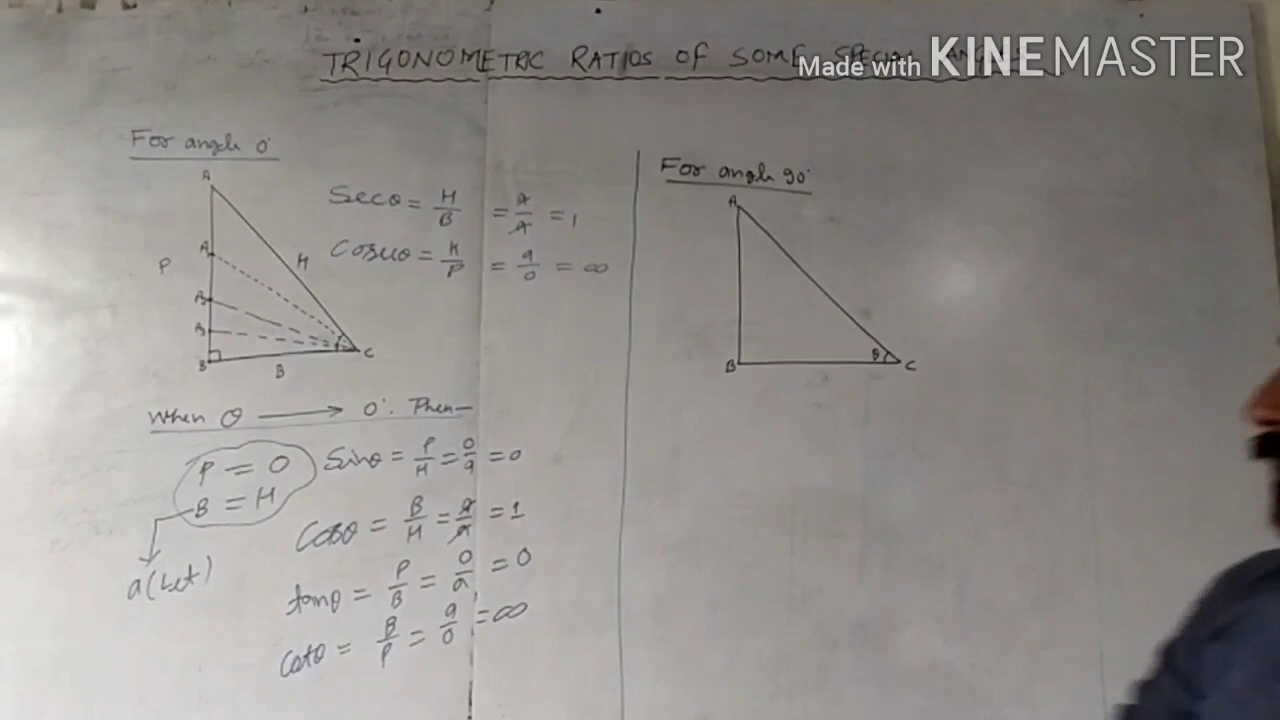 TRIGONOMETRIC RATIOS OF SOME
Made with KINEMASTER
For angle 0°
A
A
A
A
P
H
B
B
C
Secθ = H/B = a/a = 1
Cosecθ = H/P = a/0 = ∞
When θ → 0°. Then—
P = 0
B = H
a (Let)
Sinθ = P/H = 0/a = 0
Cosθ = B/H = a/a = 1
tanθ = P/B = 0/a = 0
Cotθ = B/P = a/0 = ∞
For angle 90°
A
B
θ
C